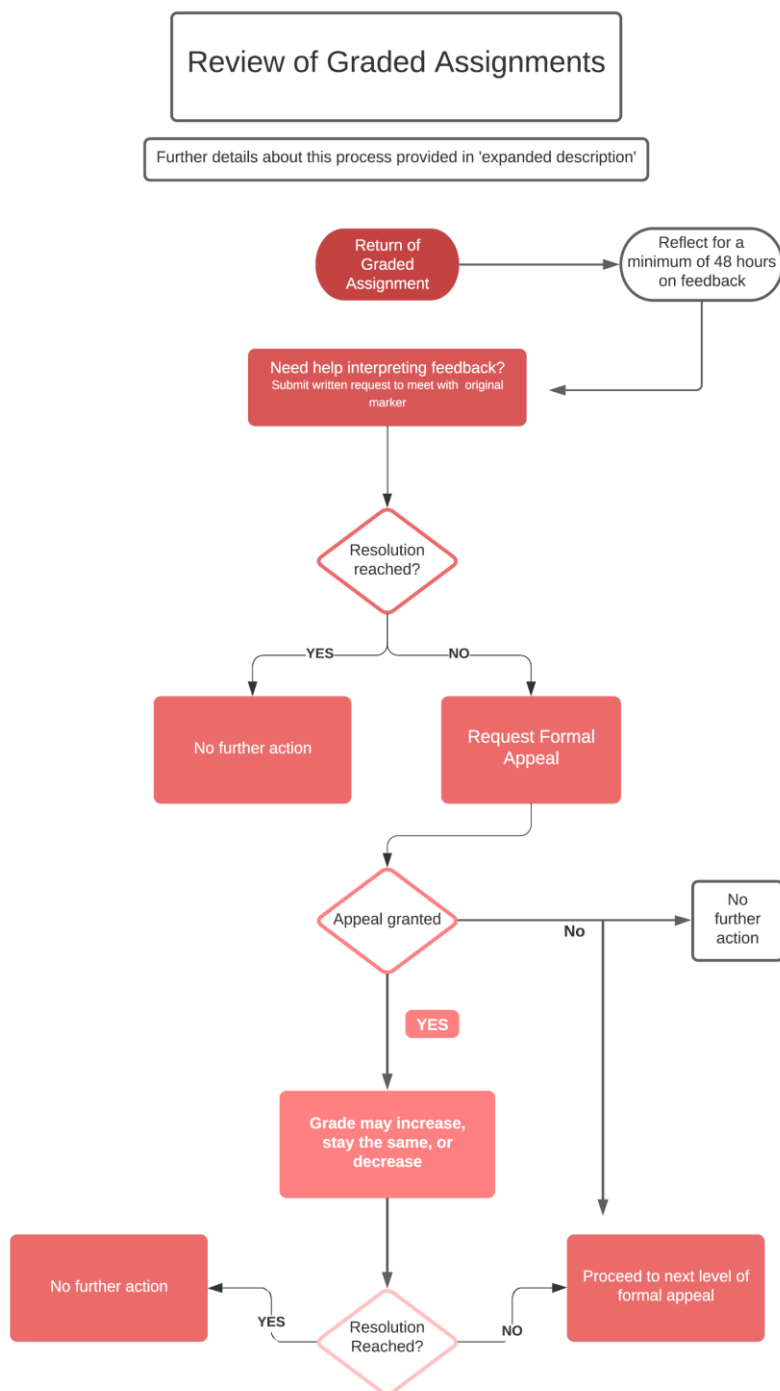 Review of Graded Assignments
Further details about this process provided in 'expanded description'
Return of
Graded
Assignment
Reflect for a
minimum of 48 hours
on feedback
Need help interpreting feedback?
Submit written request to meet with original
marker
Resolution
reached?
YES
NO
No further action
Request Formal
Appeal
Appeal granted
No
No
further
action
YES
Grade may increase,
stay the same, or
decrease
No further action
Proceed to next level of
formal appeal
YES
Resolution
Reached?
NO